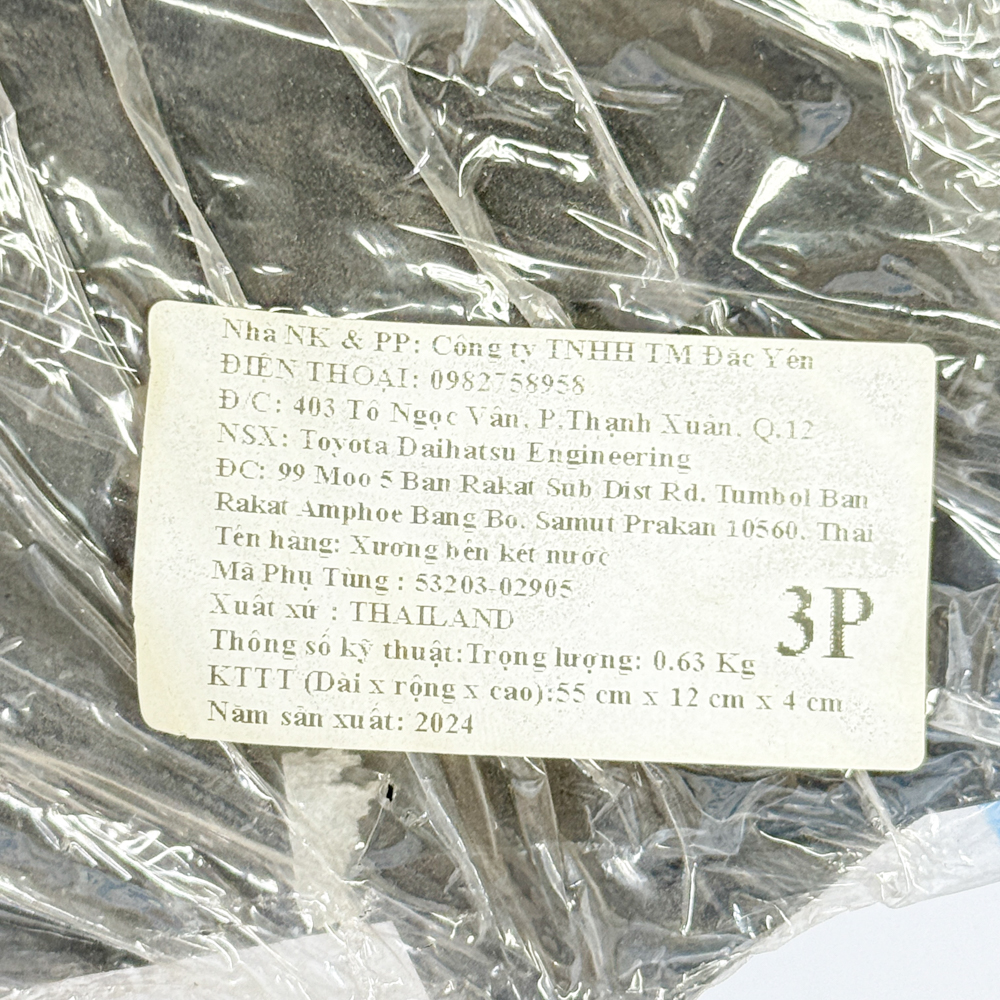 Nhà NK & PP: Công ty TNHH TM Đắc Yên
ĐIỆN THOẠI: 0982758958
Đ/C: 403 Tô Ngọc Vân, P.Thạnh Xuân, Q.12
NSX: Toyota Daihatsu Engineering
ĐC: 99 Moo 5 Ban Rakat Sub Dist Rd. Tumbol Ban
Rakat Amphoe Bang Bo. Samut Prakan 10560. Thai
Tên hàng: Xương bên két nước
Mã Phụ Tùng : 53203-02905
Xuất xứ : THAILAND
3P
Thông số kỹ thuật:Trọng lượng: 0.63 Kg
KTTT (Dài x rộng x cao):55 cm x 12 cm x 4 cm
Năm sản xuất: 2024